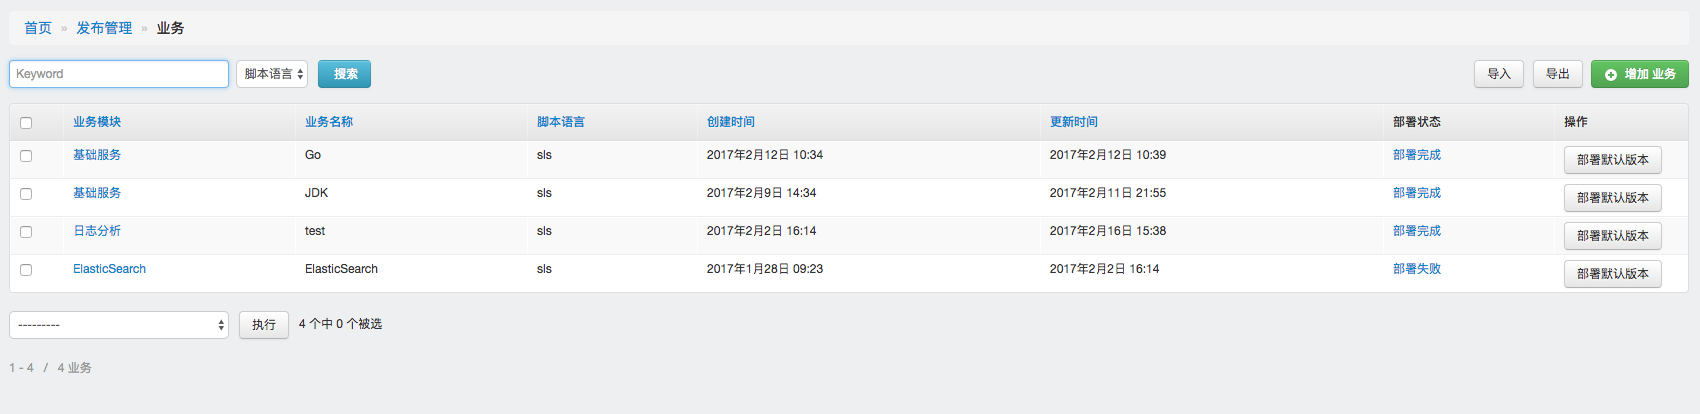 首页 » 发布管理 » 业务
Keyword 脚本语言 搜索 导入 导出 增加 业务
业务模块 业务名称 脚本语言 创建时间 更新时间 部署状态 操作
基础服务 Go sls 2017年2月12日 10:34 2017年2月12日 10:39 部署完成 部署默认版本
基础服务 JDK sls 2017年2月9日 14:34 2017年2月11日 21:55 部署完成 部署默认版本
日志分析 test sls 2017年2月2日 16:14 2017年2月16日 15:38 部署完成 部署默认版本
ElasticSearch ElasticSearch sls 2017年1月28日 09:23 2017年2月2日 16:14 部署失败 部署默认版本
--------- 执行 4 个中 0 个被选
1 - 4 / 4 业务